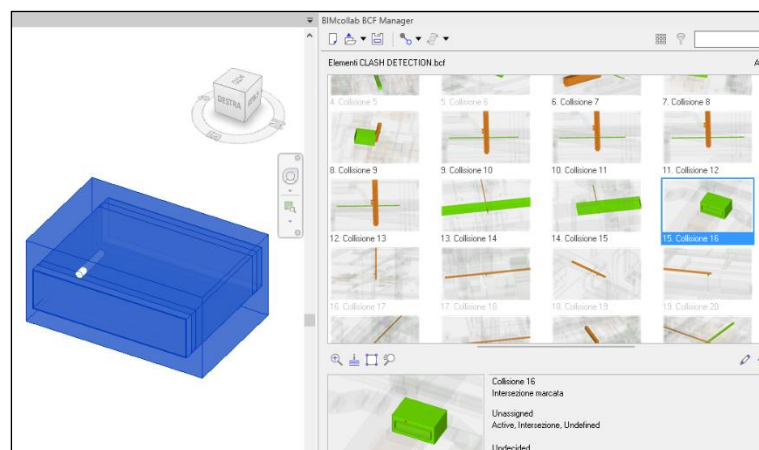 BIMcollab BCF Manager
Elementi CLASH DETECTION.bcf
4. Collisione 5
5. Collisione 6
6. Collisione 7
7. Collisione 8
8. Collisione 9
9. Collisione 10
10. Collisione 11
11. Collisione 12
12. Collisione 13
13. Collisione 14
14. Collisione 15
15. Collisione 16
16. Collisione 17
17. Collisione 18
18. Collisione 19
19. Collisione 20
Collisione 16
Intersezione marcata
Unassigned
Active, Intersezione, Undefined
Undecided
DESTRA